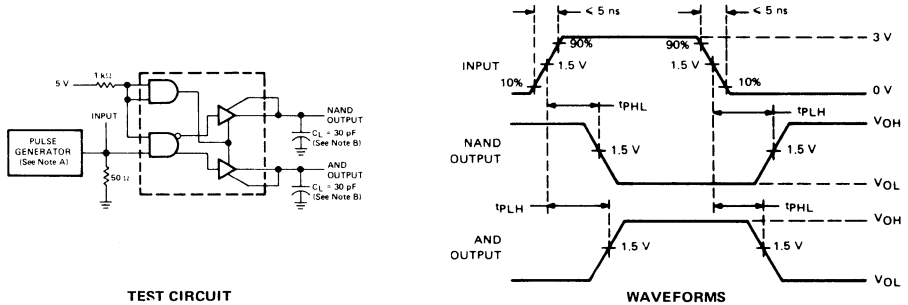 5 V
1 kΩ
INPUT
PULSE
GENERATOR
(See Note A)
50 Ω
NAND
OUTPUT
CL = 30 pF
(See Note B)
AND
OUTPUT
CL = 30 pF
(See Note B)
TEST CIRCUIT
≤ 5 ns
≤ 5 ns
3 V
90%
90%
INPUT
1.5 V
1.5 V
10%
10%
0 V
tPHL
tPLH
VOH
NAND
OUTPUT
1.5 V
1.5 V
VOL
tPLH
tPHL
VOH
AND
OUTPUT
1.5 V
1.5 V
VOL
WAVEFORMS